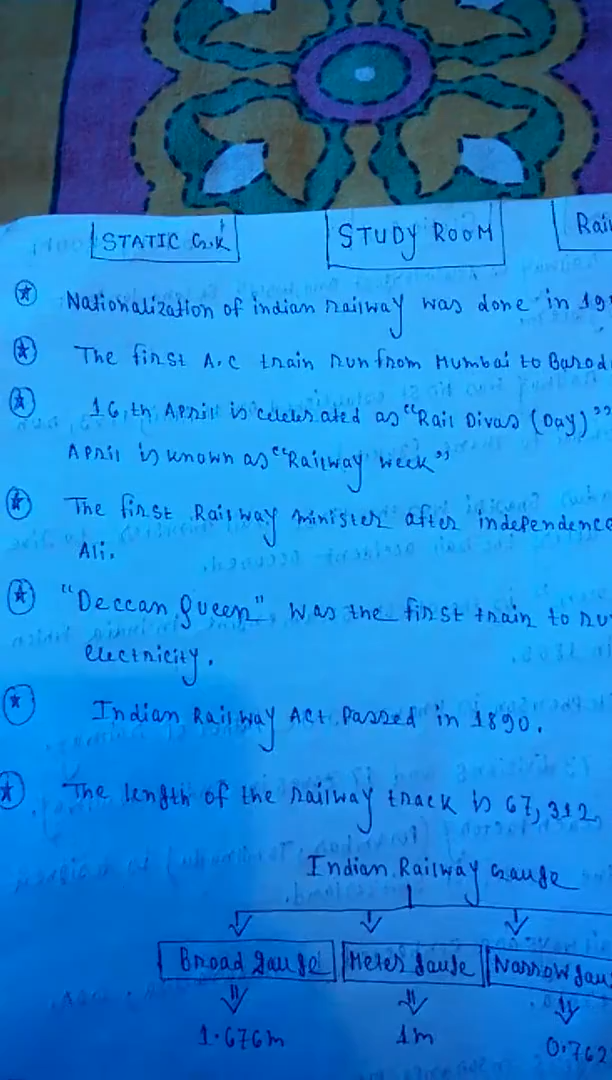 STATIC G.K STUDY ROOM Rail
Nationalization of indian railway was done in 19
The first A.C train run from Mumbai to Barod
16th April is celebrated as "Rail Divas (Day)"
April is known as "Railway week"
The first Railway minister after independence
Ali.
"Deccan Queen" was the first train to ru
electricity.
Indian Railway Act Passed in 1890.
The length of the railway track is 67,312
Indian Railway Gauge
Broad Gauge Meter Gauge Narrow Gau
1.676m 1m 0.762